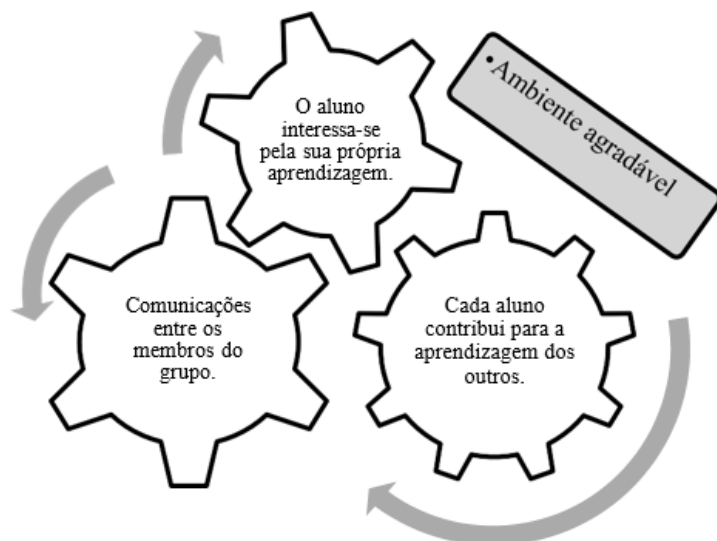 O aluno
interessa-se
pela sua própria
aprendizagem.
•Ambiente agradável
Comunicações
entre os
membros do
grupo.
Cada aluno
contribui para a
aprendizagem dos
outros.